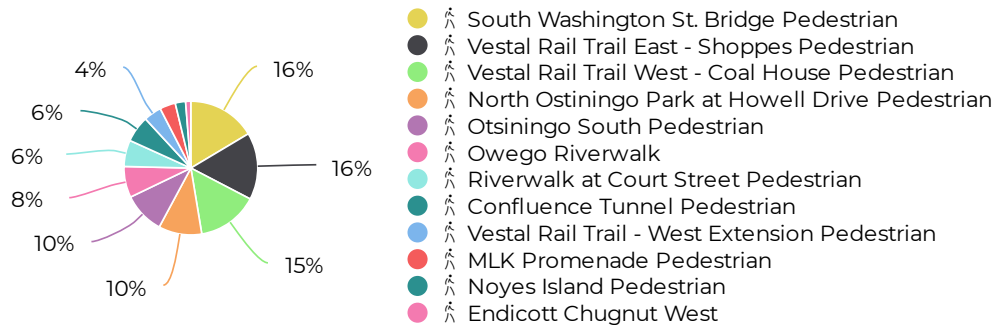 4%
16%
6%
6%
16%
8%
10%
15%
10%
South Washington St. Bridge Pedestrian
Vestal Rail Trail East - Shoppes Pedestrian
Vestal Rail Trail West - Coal House Pedestrian
North Ostiningo Park at Howell Drive Pedestrian
Otsiningo South Pedestrian
Owego Riverwalk
Riverwalk at Court Street Pedestrian
Confluence Tunnel Pedestrian
Vestal Rail Trail - West Extension Pedestrian
MLK Promenade Pedestrian
Noyes Island Pedestrian
Endicott Chugnut West